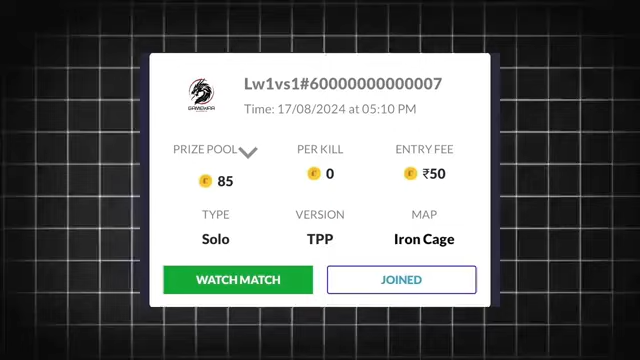 Lw1vs1#60000000000007
GAMEWAR
Time: 17/08/2024 at 05:10 PM
PRIZE POOL PER KILL ENTRY FEE
85 0 ₹50
TYPE VERSION MAP
Solo TPP Iron Cage
WATCH MATCH JOINED